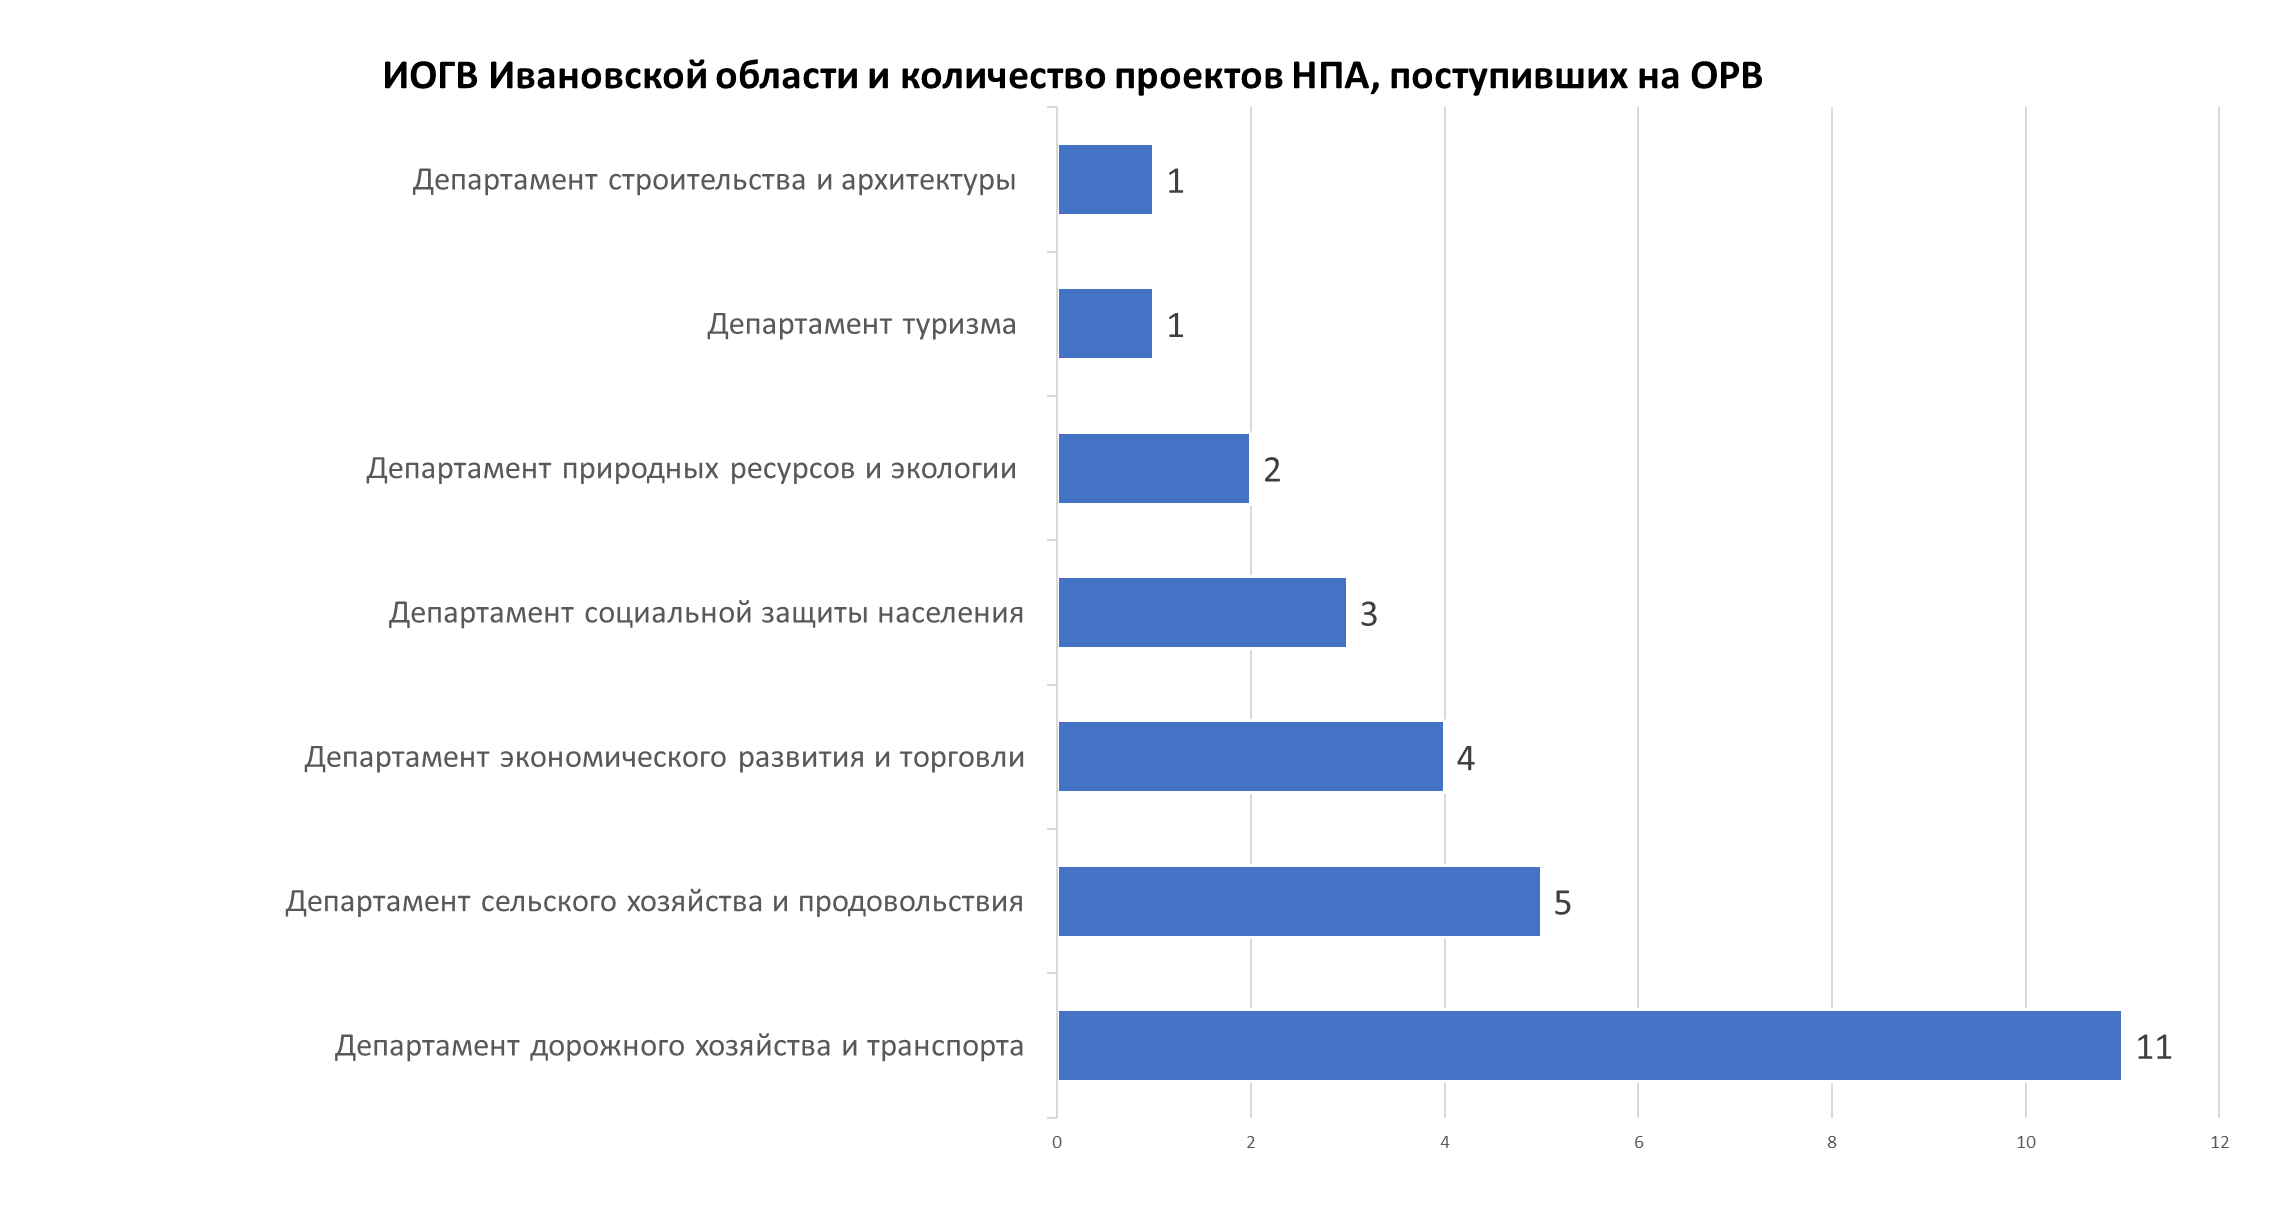 ИОГВ Ивановской области и количество проектов НПА, поступивших на ОРВ
Департамент строительства и архитектуры 1
Департамент туризма 1
Департамент природных ресурсов и экологии 2
Департамент социальной защиты населения 3
Департамент экономического развития и торговли 4
Департамент сельского хозяйства и продовольствия 5
Департамент дорожного хозяйства и транспорта 11
0 2 4 6 8 10 12